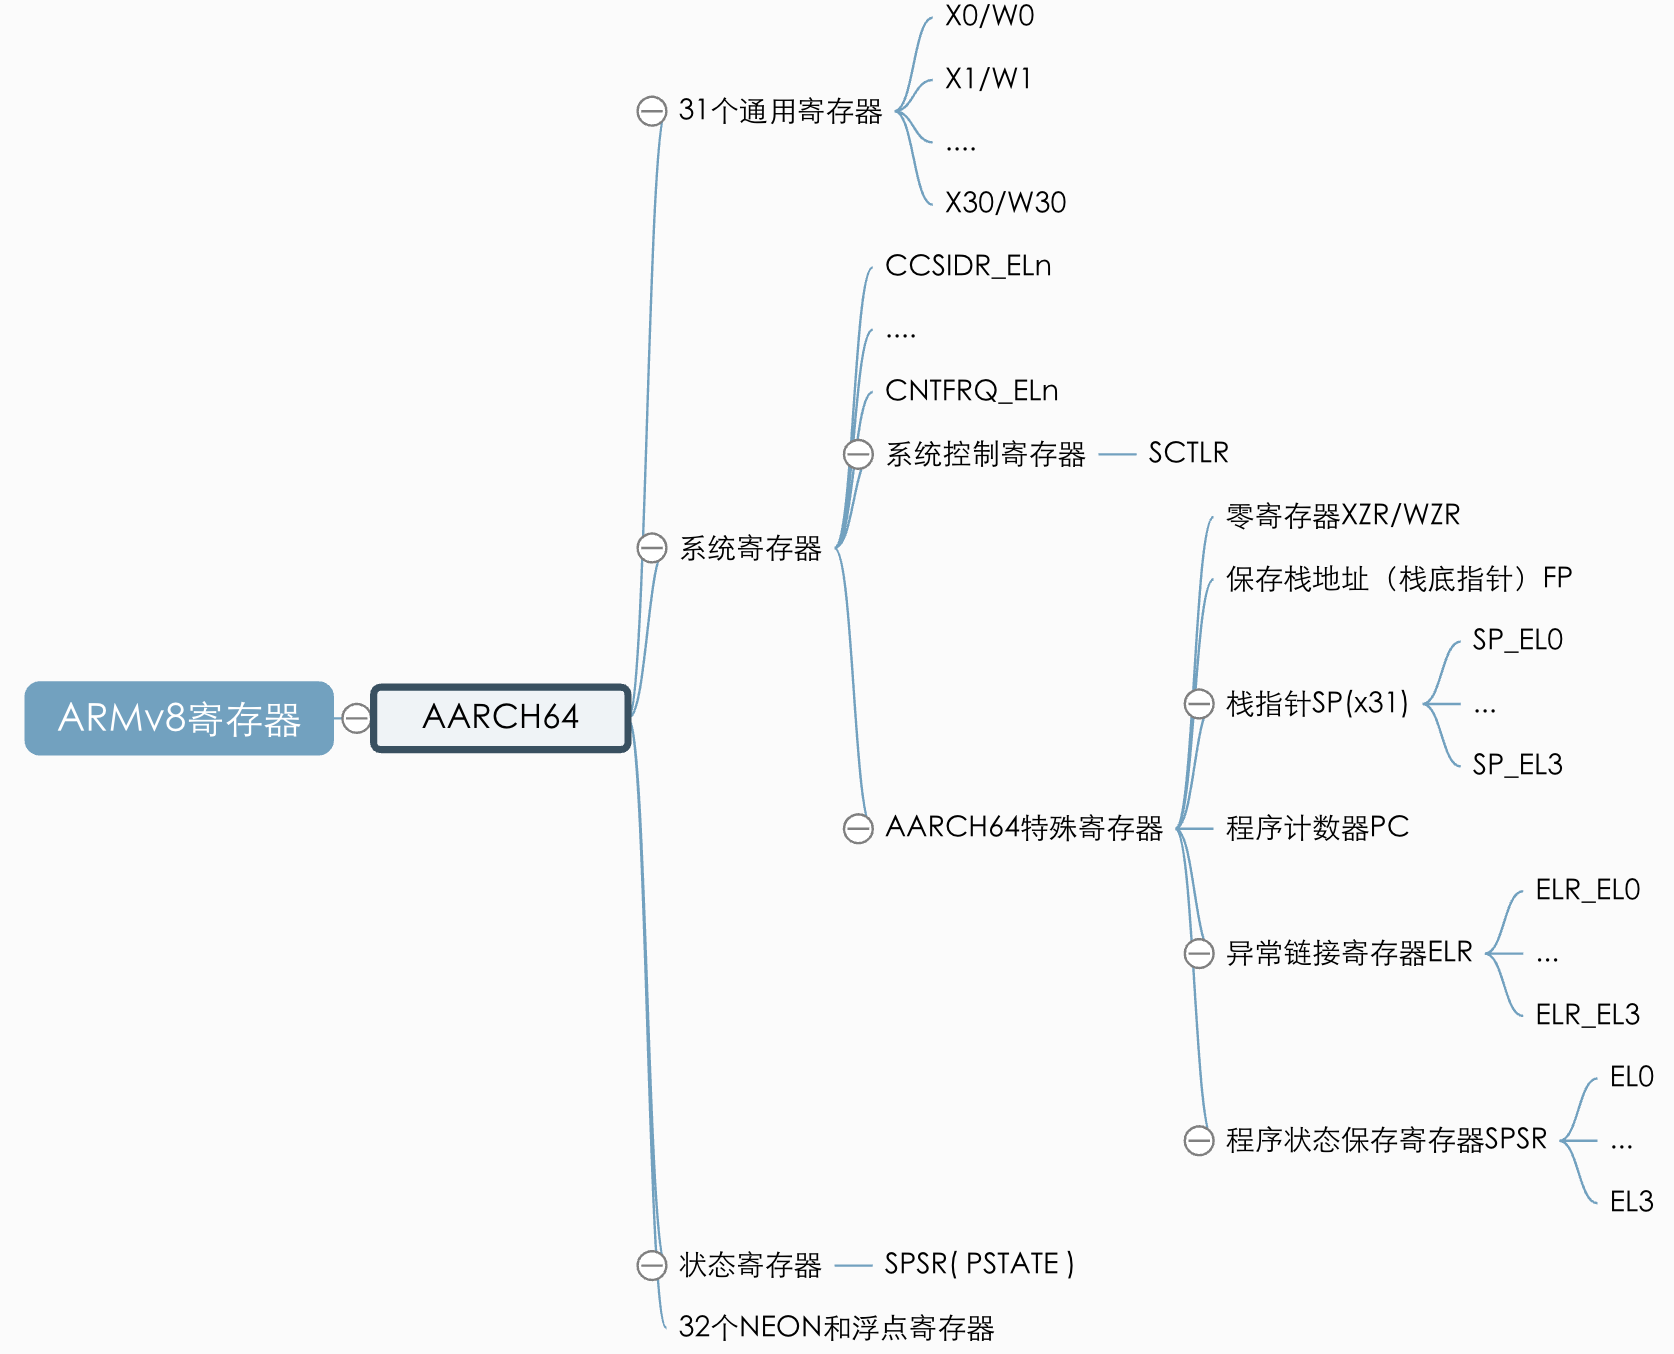 ARMv8寄存器
AARCH64
31个通用寄存器
X0/W0
X1/W1
....
X30/W30
系统寄存器
CCSIDR_ELn
....
CNTFRQ_ELn
系统控制寄存器
SCTLR
AARCH64特殊寄存器
零寄存器XZR/WZR
保存栈地址（栈底指针）FP
栈指针SP(x31)
SP_EL0
...
SP_EL3
程序计数器PC
异常链接寄存器ELR
ELR_EL0
...
ELR_EL3
程序状态保存寄存器SPSR
EL0
...
EL3
状态寄存器
SPSR( PSTATE )
32个NEON和浮点寄存器